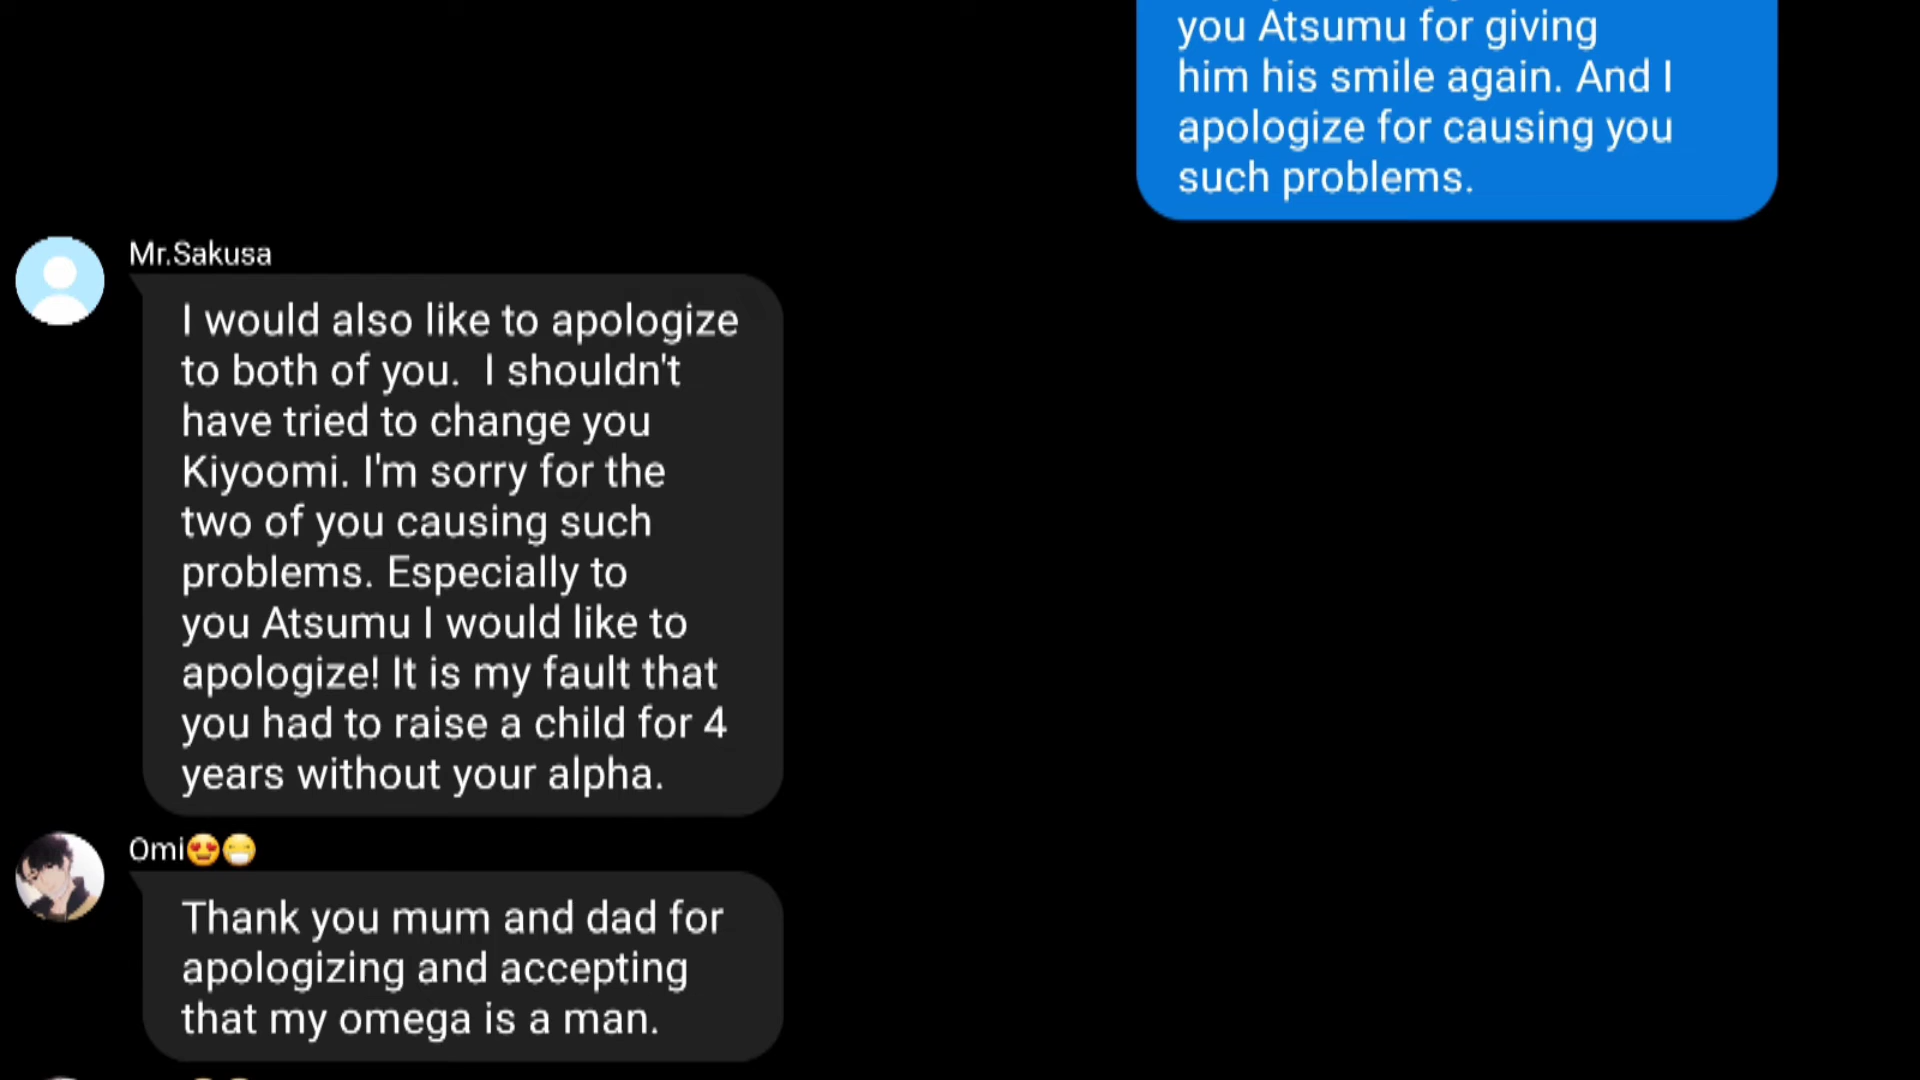 you Atsumu for giving
him his smile again. And I
apologize for causing you
such problems.
Mr.Sakusa
I would also like to apologize
to both of you.  I shouldn't
have tried to change you
Kiyoomi. I'm sorry for the
two of you causing such
problems. Especially to
you Atsumu I would like to
apologize! It is my fault that
you had to raise a child for 4
years without your alpha.
Omi😍😷
Thank you mum and dad for
apologizing and accepting
that my omega is a man.